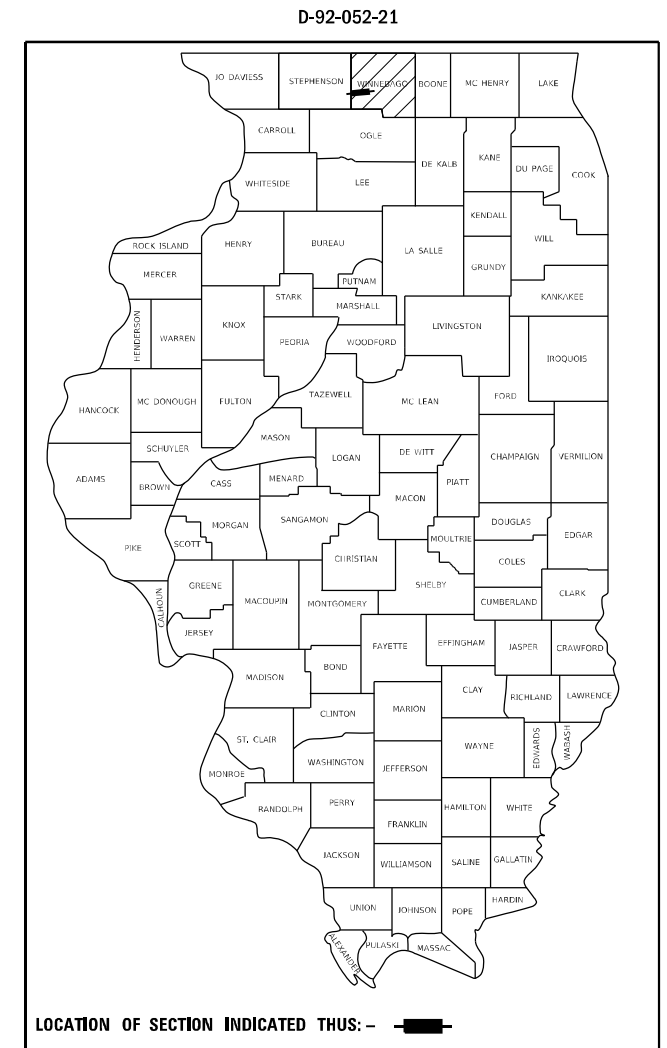 D-92-052-21
JO DAVIESS
STEPHENSON
WINNEBAGO
BOONE
MC HENRY
LAKE
CARROLL
OGLE
DE KALB
KANE
DU PAGE
COOK
WHITESIDE
LEE
KENDALL
WILL
ROCK ISLAND
HENRY
BUREAU
LA SALLE
GRUNDY
MERCER
PUTNAM
STARK
MARSHALL
KANKAKEE
HENDERSON
WARREN
KNOX
PEORIA
WOODFORD
LIVINGSTON
IROQUOIS
HANCOCK
MC DONOUGH
FULTON
TAZEWELL
MC LEAN
FORD
MASON
SCHUYLER
LOGAN
DE WITT
CHAMPAIGN
VERMILION
ADAMS
BROWN
CASS
MENARD
PIATT
MACON
MORGAN
SANGAMON
DOUGLAS
EDGAR
PIKE
SCOTT
MOULTRIE
CHRISTIAN
COLES
GREENE
SHELBY
CALHOUN
MACOUPIN
MONTGOMERY
CUMBERLAND
CLARK
JERSEY
FAYETTE
EFFINGHAM
JASPER
CRAWFORD
BOND
MADISON
CLAY
RICHLAND
LAWRENCE
CLINTON
MARION
ST. CLAIR
WAYNE
EDWARDS
WABASH
WASHINGTON
JEFFERSON
MONROE
RANDOLPH
PERRY
HAMILTON
WHITE
FRANKLIN
JACKSON
WILLIAMSON
SALINE
GALLATIN
UNION
JOHNSON
POPE
HARDIN
ALEXANDER
PULASKI
MASSAC
LOCATION OF SECTION INDICATED THUS: –